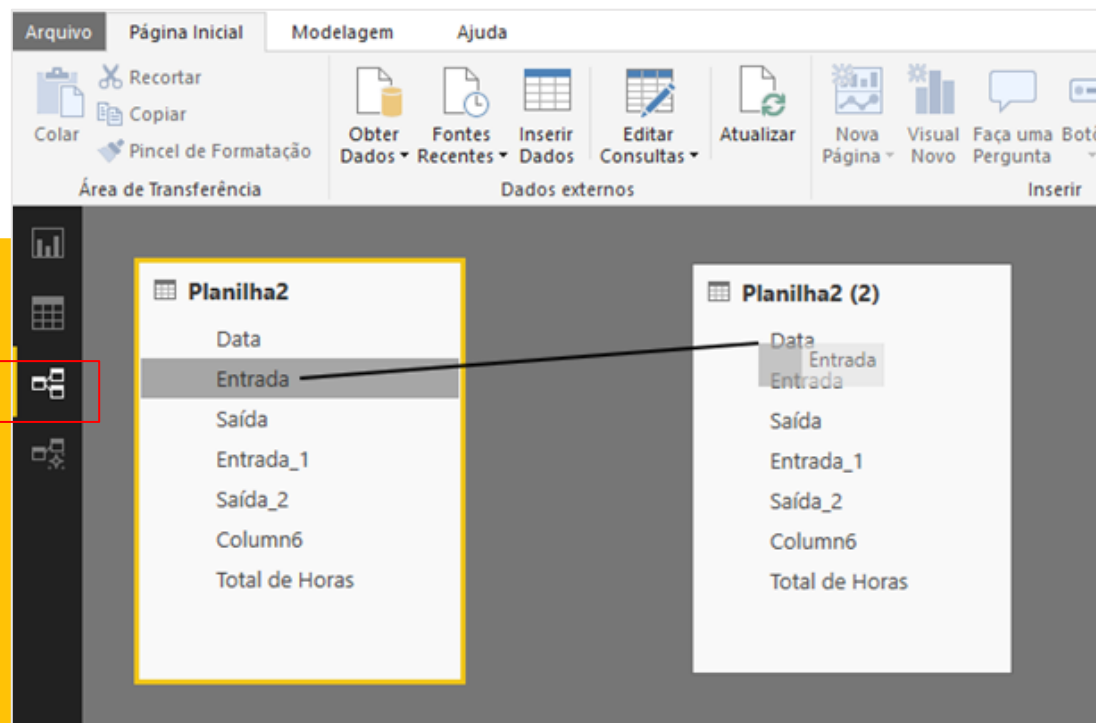 Arquivo Página Inicial Modelagem Ajuda
Colar
Recortar
Copiar
Pincel de Formatação
Área de Transferência
Obter Dados
Fontes Recentes
Inserir Dados
Editar Consultas
Dados externos
Atualizar
Nova Página
Visual Novo
Faça uma Pergunta
Inserir
Planilha2
Data
Entrada
Saída
Entrada_1
Saída_2
Column6
Total de Horas
Planilha2 (2)
Data
Entrada
Entrada
Saída
Entrada_1
Saída_2
Column6
Total de Horas